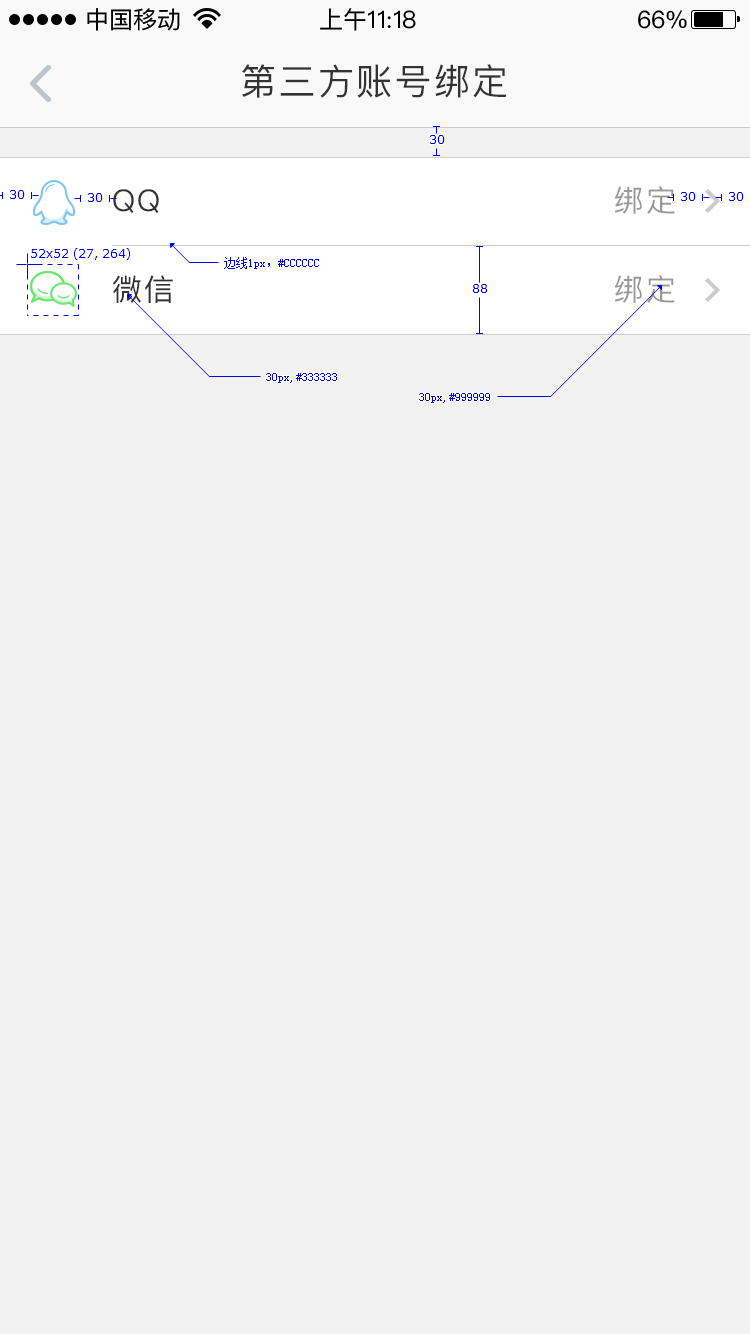 中国移动 上午11:18 66%
第三方账号绑定
30
30 30 QQ 绑定 30 30
52x52 (27, 264)
边线1px，#CCCCCC
微信 88 绑定
30px, #333333
30px, #999999